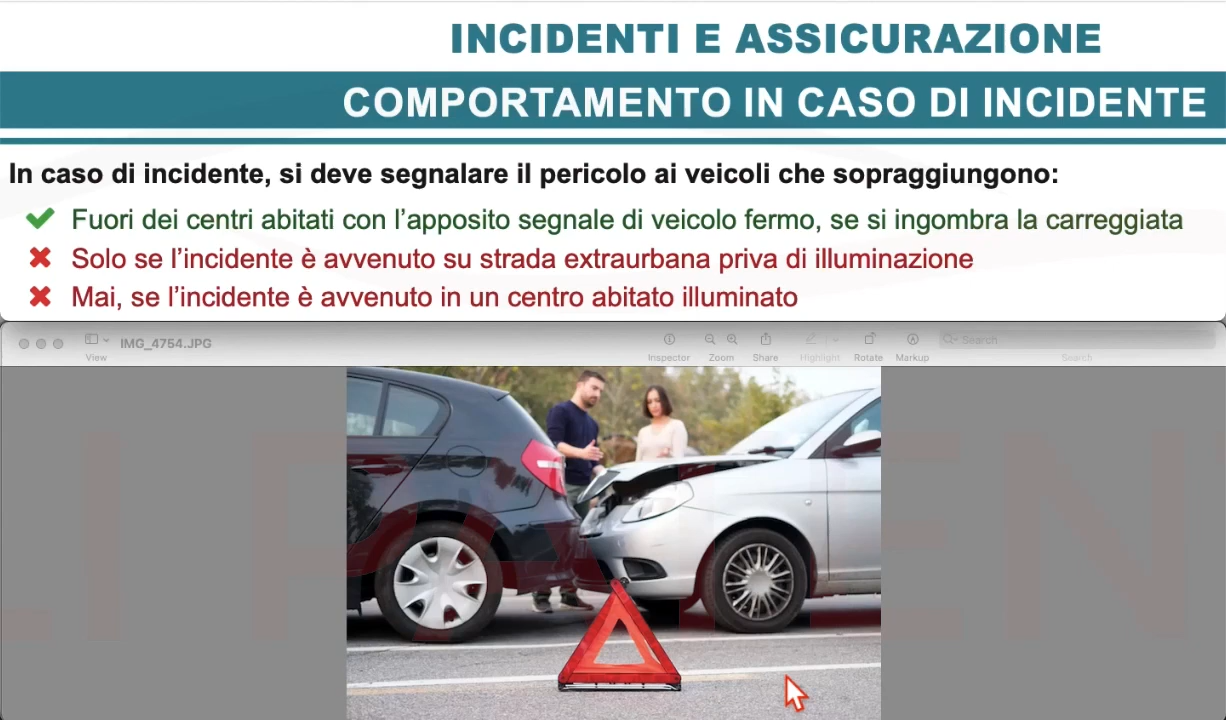 INCIDENTI E ASSICURAZIONE
COMPORTAMENTO IN CASO DI INCIDENTE
In caso di incidente, si deve segnalare il pericolo ai veicoli che sopraggiungono:
Fuori dei centri abitati con l'apposito segnale di veicolo fermo, se si ingombra la carreggiata
Solo se l'incidente è avvenuto su strada extraurbana priva di illuminazione
Mai, se l'incidente è avvenuto in un centro abitato illuminato
IMG_4754.JPG
Search
View
Inspector
Zoom
Share
Highlight
Rotate
Markup
Search